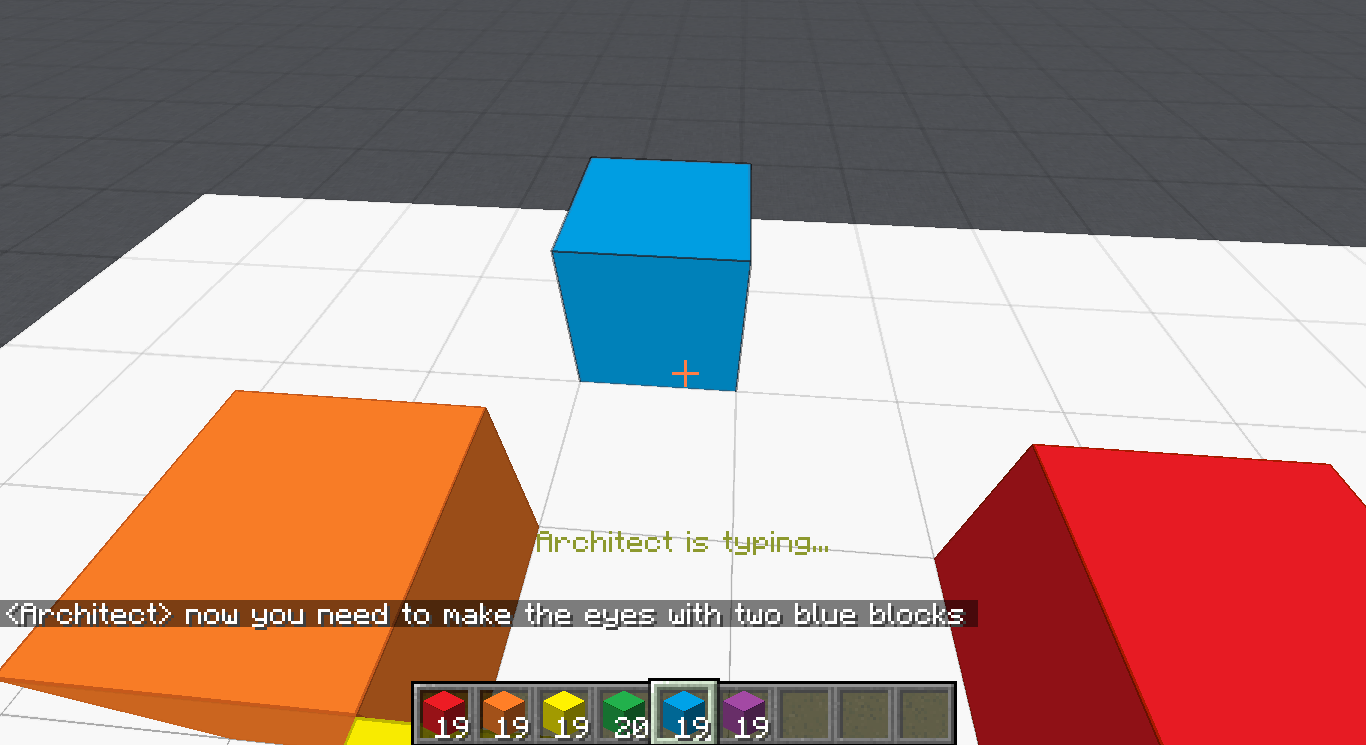 Architect is typing...
<Architect> now you need to make the eyes with two blue blocks
19 19 19 20 19 19